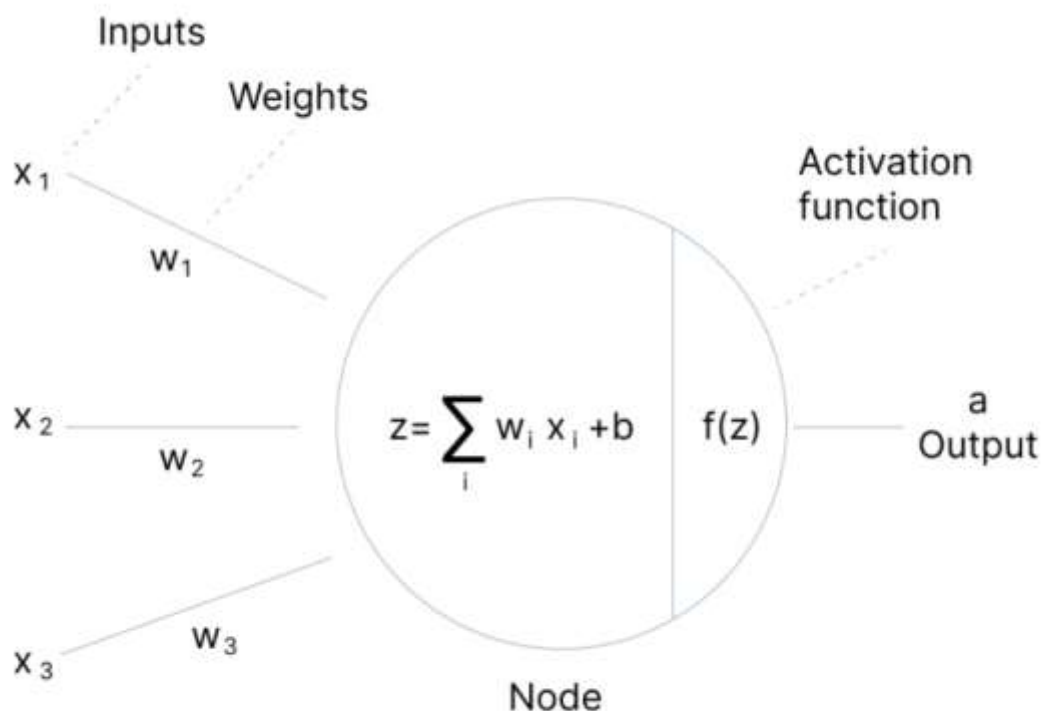 Inputs
Weights
x₁
w₁
Activation
function
x₂
w₂
z=∑ᵢ wᵢ xᵢ +b
f(z)
a
Output
x₃
w₃
Node